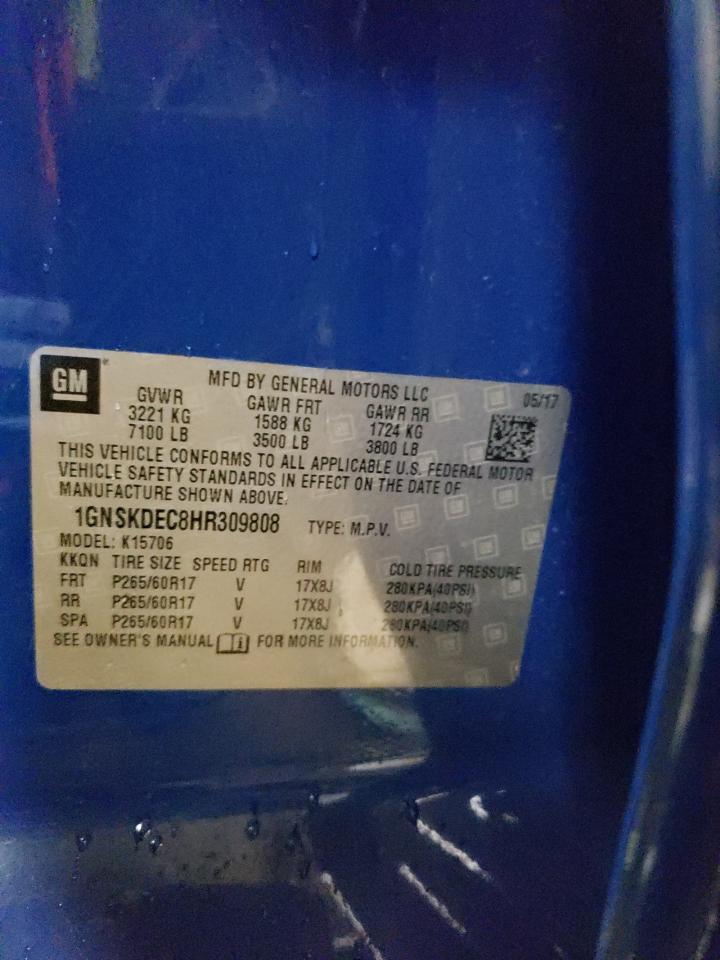 GM
MFD BY GENERAL MOTORS LLC 05/17
GVWR GAWR FRT GAWR RR
3221 KG 1588 KG 1724 KG
7100 LB 3500 LB 3800 LB
THIS VEHICLE CONFORMS TO ALL APPLICABLE U.S. FEDERAL MOTOR
VEHICLE SAFETY STANDARDS IN EFFECT ON THE DATE OF
MANUFACTURE SHOWN ABOVE.
1GNSKDEC8HR309808 TYPE: M.P.V.
MODEL: K15706
KKQN TIRE SIZE SPEED RTG RIM COLD TIRE PRESSURE
FRT P265/60R17 V 17X8J 280KPA(40PSI)
RR P265/60R17 V 17X8J 280KPA(40PSI)
SPA P265/60R17 V 17X8J 280KPA(40PSI)
SEE OWNER'S MANUAL FOR MORE INFORMATION.